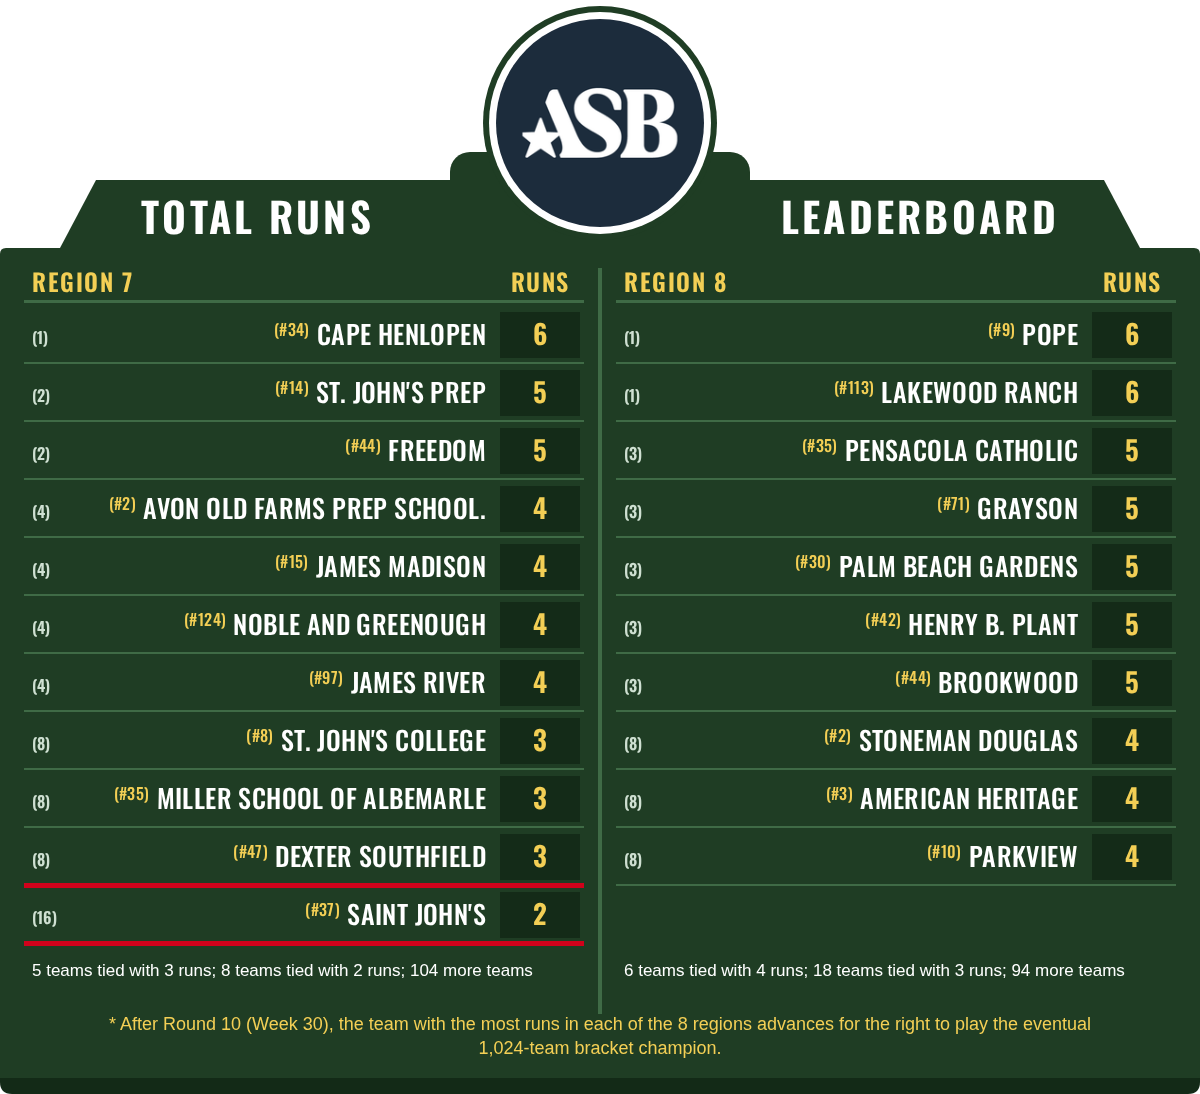 ASB
TOTAL RUNS
LEADERBOARD
REGION 7 RUNS
(1) (#34) CAPE HENLOPEN 6
(2) (#14) ST. JOHN'S PREP 5
(2) (#44) FREEDOM 5
(4) (#2) AVON OLD FARMS PREP SCHOOL. 4
(4) (#15) JAMES MADISON 4
(4) (#124) NOBLE AND GREENOUGH 4
(4) (#97) JAMES RIVER 4
(8) (#8) ST. JOHN'S COLLEGE 3
(8) (#35) MILLER SCHOOL OF ALBEMARLE 3
(8) (#47) DEXTER SOUTHFIELD 3
(16) (#37) SAINT JOHN'S 2
5 teams tied with 3 runs; 8 teams tied with 2 runs; 104 more teams
REGION 8 RUNS
(1) (#9) POPE 6
(1) (#113) LAKEWOOD RANCH 6
(3) (#35) PENSACOLA CATHOLIC 5
(3) (#71) GRAYSON 5
(3) (#30) PALM BEACH GARDENS 5
(3) (#42) HENRY B. PLANT 5
(3) (#44) BROOKWOOD 5
(8) (#2) STONEMAN DOUGLAS 4
(8) (#3) AMERICAN HERITAGE 4
(8) (#10) PARKVIEW 4
6 teams tied with 4 runs; 18 teams tied with 3 runs; 94 more teams
* After Round 10 (Week 30), the team with the most runs in each of the 8 regions advances for the right to play the eventual
1,024-team bracket champion.